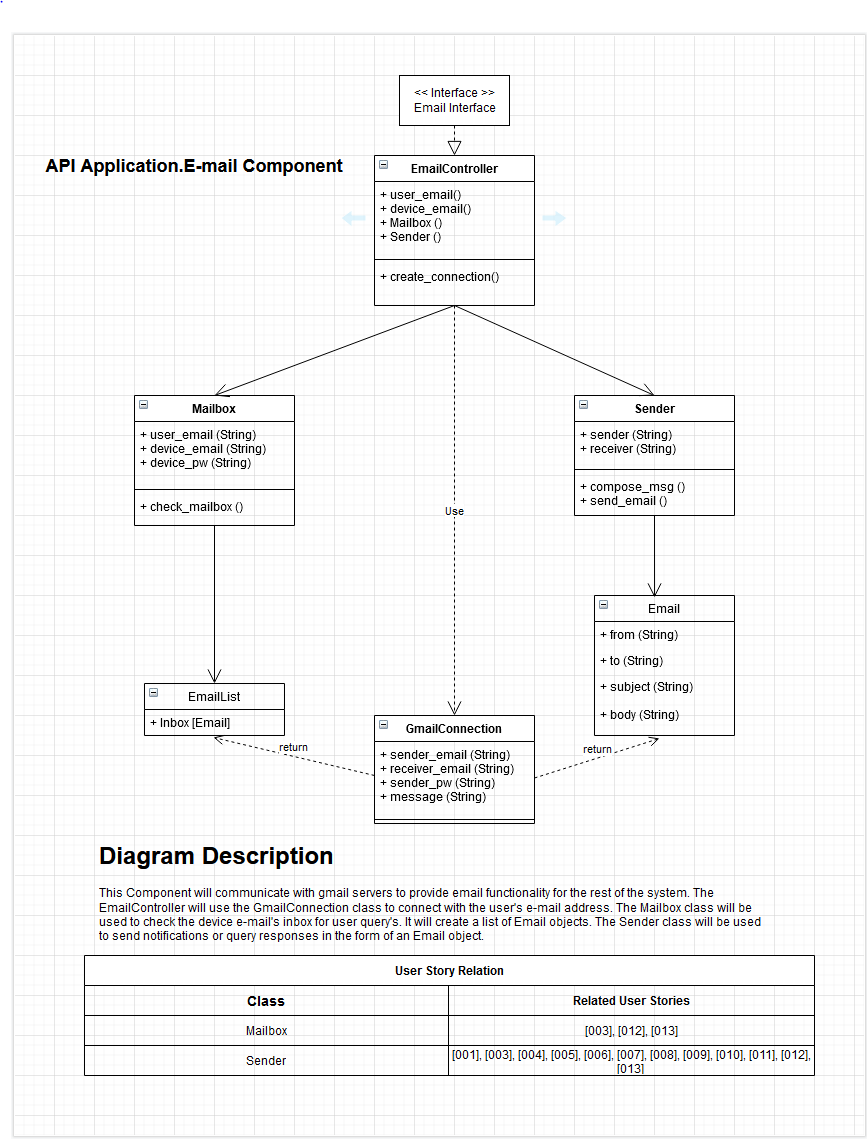 << Interface >>
Email Interface
API Application.E-mail Component
EmailController
+ user_email()
+ device_email()
+ Mailbox ()
+ Sender ()
+ create_connection()
Mailbox
+ user_email (String)
+ device_email (String)
+ device_pw (String)
+ check_mailbox ()
Sender
+ sender (String)
+ receiver (String)
+ compose_msg ()
+ send_email ()
Use
Email
+ from (String)
+ to (String)
+ subject (String)
+ body (String)
EmailList
+ Inbox [Email]
GmailConnection
+ sender_email (String)
+ receiver_email (String)
+ sender_pw (String)
+ message (String)
return
return
Diagram Description
This Component will communicate with gmail servers to provide email functionality for the rest of the system. The
EmailController will use the GmailConnection class to connect with the user's e-mail address. The Mailbox class will be
used to check the device e-mail's inbox for user query's. It will create a list of Email objects. The Sender class will be used
to send notifications or query responses in the form of an Email object.
User Story Relation
Class Related User Stories
Mailbox [003], [012], [013]
Sender [001], [003], [004], [005], [006], [007], [008], [009], [010], [011], [012],
[013]